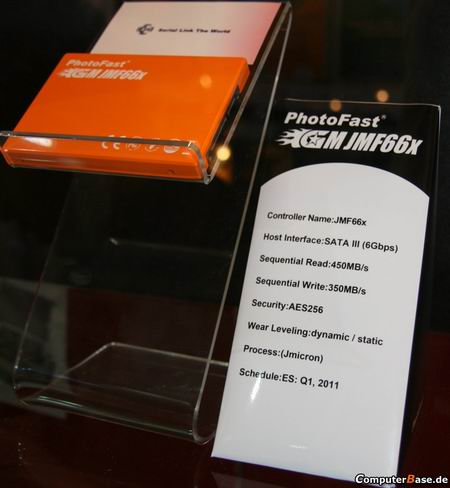 Serial Link The World
PhotoFast®
GM JMF66x
CE
PhotoFast®
GM JMF66x
Controller Name:JMF66x
Host Interface:SATA III (6Gbps)
Sequential Read:450MB/s
Sequential Write:350MB/s
Security:AES256
Wear Leveling:dynamic / static
Process:(Jmicron)
Schedule:ES: Q1, 2011
ComputerBase.de